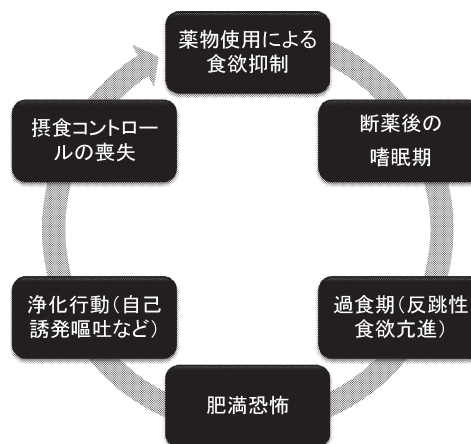 薬物使用による
食欲抑制
断薬後の
嗜眠期
過食期（反跳性
食欲亢進）
肥満恐怖
浄化行動（自己
誘発嘔吐など）
摂食コントロー
ルの喪失